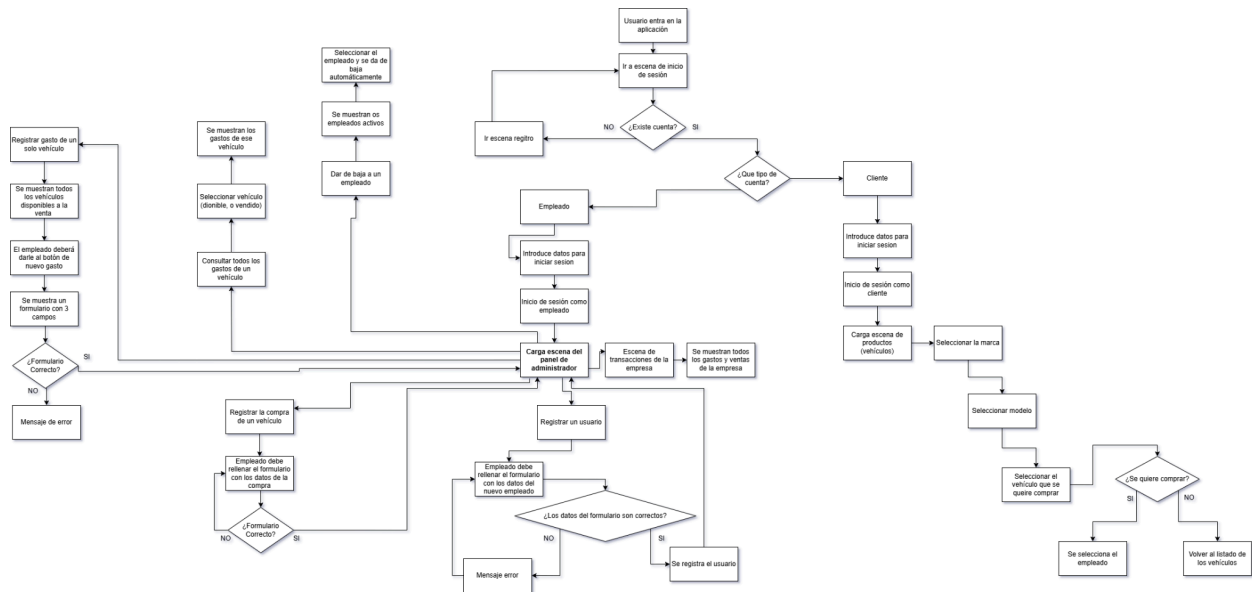 Usuario entra en la
aplicación
Ir a escena de inicio
de sesión
¿Existe cuenta?
NO
SI
Ir escena regitro
¿Que tipo de
cuenta?
Cliente
Introduce datos para
iniciar sesion
Inicio de sesión como
cliente
Carga escena de
productos
(vehículos)
Seleccionar la marca
Seleccionar modelo
Seleccionar el
vehículo que se
queire comprar
¿Se quiere comprar?
SI
NO
Se selecciona el
empleado
Volver al listado de
los vehículos
Empleado
Introduce datos para
iniciar sesion
Inicio de sesión como
empleado
Carga escena del
panel de
administrador
Escena de
transacciones de la
empresa
Se muestran todos
los gastos y ventas
de la empresa
Seleccionar el
empleado y se da de
baja
automáticamente
Se muestran os
empleados activos
Dar de baja a un
empleado
Se muestran los
gastos de ese
vehículo
Seleccionar vehículo
(dionible, o vendido)
Consultar todos los
gastos de un
vehículo
Registrar gasto de un
solo vehículo
Se muestran todos
los vehículos
disponibles a la
venta
El empleado deberá
darle al botón de
nuevo gasto
Se muestra un
formulario con 3
campos
¿Formulario
Correcto?
SI
NO
Mensaje de error
Registrar la compra
de un vehículo
Empleado debe
rellenar el formulario
con los datos de la
compra
¿Formulario
Correcto?
NO
SI
Registrar un usuario
Empleado debe
rellenar el formulario
con los datos del
nuevo empleado
¿Los datos del formulario son correctos?
NO
SI
Mensaje error
Se registra el usuario